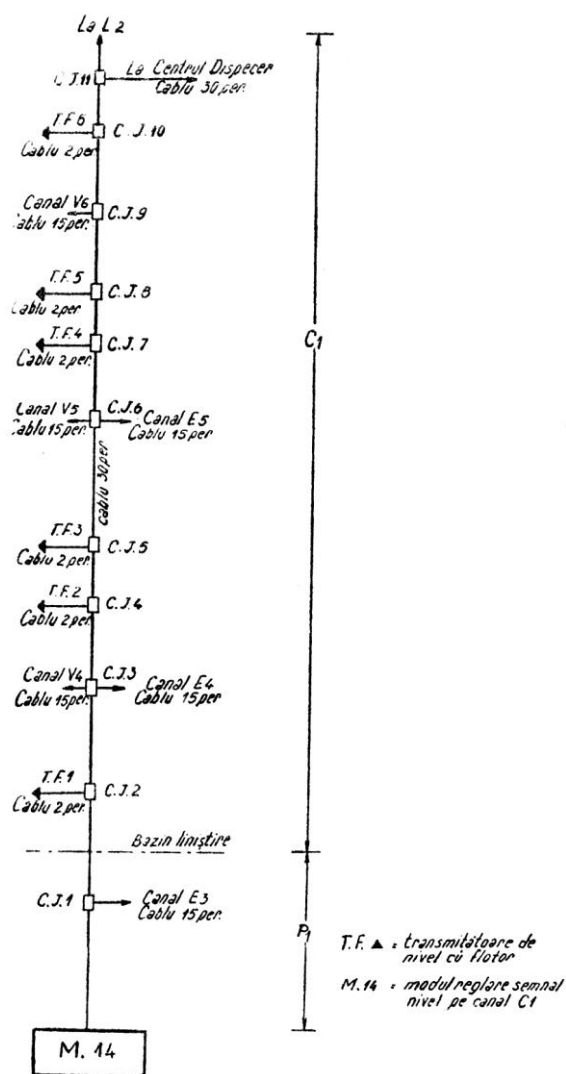 La L2
C.J.11
La Centrul Dispecer
Cablu 30 per.
T.F.6
C.J.10
Cablu 2 per
Canal V6
C.J.9
Cablu 15 per.
T.F.5
C.J.8
Cablu 2 per
T.F.4
C.J.7
Cablu 2 per.
C1
Canal V5
C.J.6
Canal E5
Cablu 15 per.
Cablu 15 per.
cablu 30 per
T.F.3
C.J.5
Cablu 2 per.
T.F.2
C.J.4
Cablu 2 per
Canal V4
C.J.3
Canal E4
Cablu 15 per.
Cablu 15 per
T.F.1
C.J.2
Cablu 2 per.
Bazin liniștire
C.J.1
Canal E3
Cablu 15 per.
P1
T.F. ▲ = transmițătoare de
nivel cu flotor
M.14 = modul reglare semnal
nivel pe canal C1
M. 14